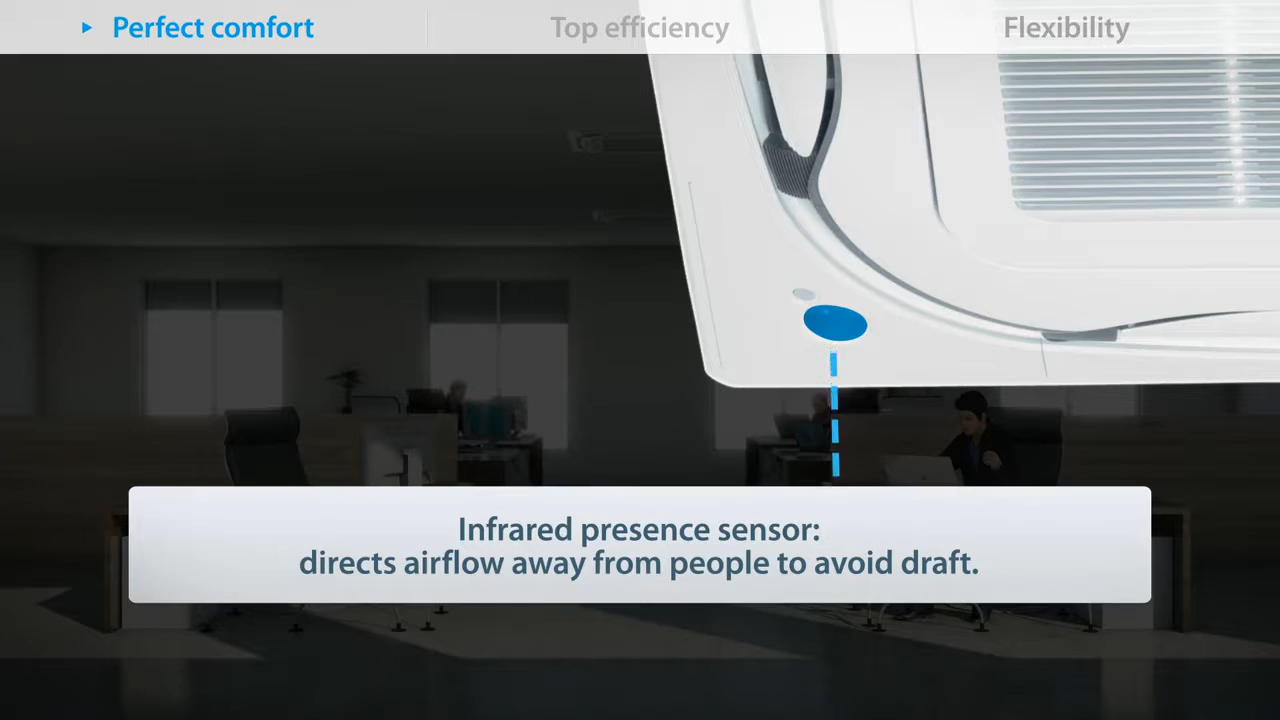 Perfect comfort
Top efficiency
Flexibility
Infrared presence sensor:
directs airflow away from people to avoid draft.